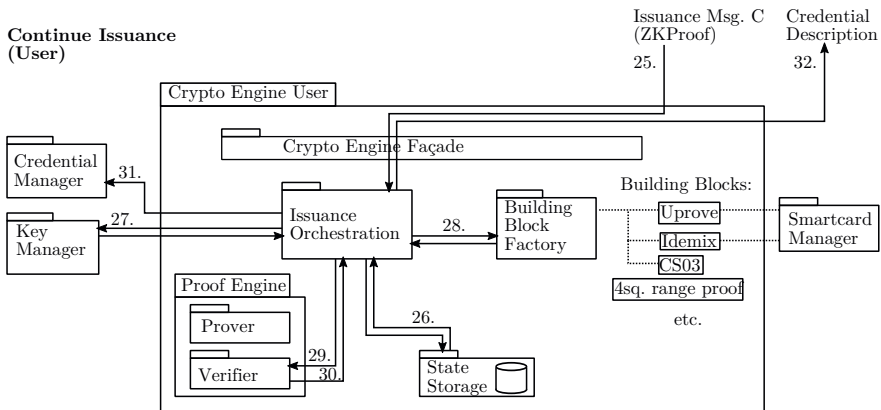 Continue Issuance
(User)
Issuance Msg. C
(ZKProof)
25.
Credential
Description
32.
Crypto Engine User
Crypto Engine Façade
Credential
Manager
31.
Key
Manager
27.
Issuance
Orchestration
28.
Building
Block
Factory
Building Blocks:
Uprove
Idemix
CS03
4sq. range proof
etc.
Smartcard
Manager
Proof Engine
Prover
Verifier
29.
30.
26.
State
Storage